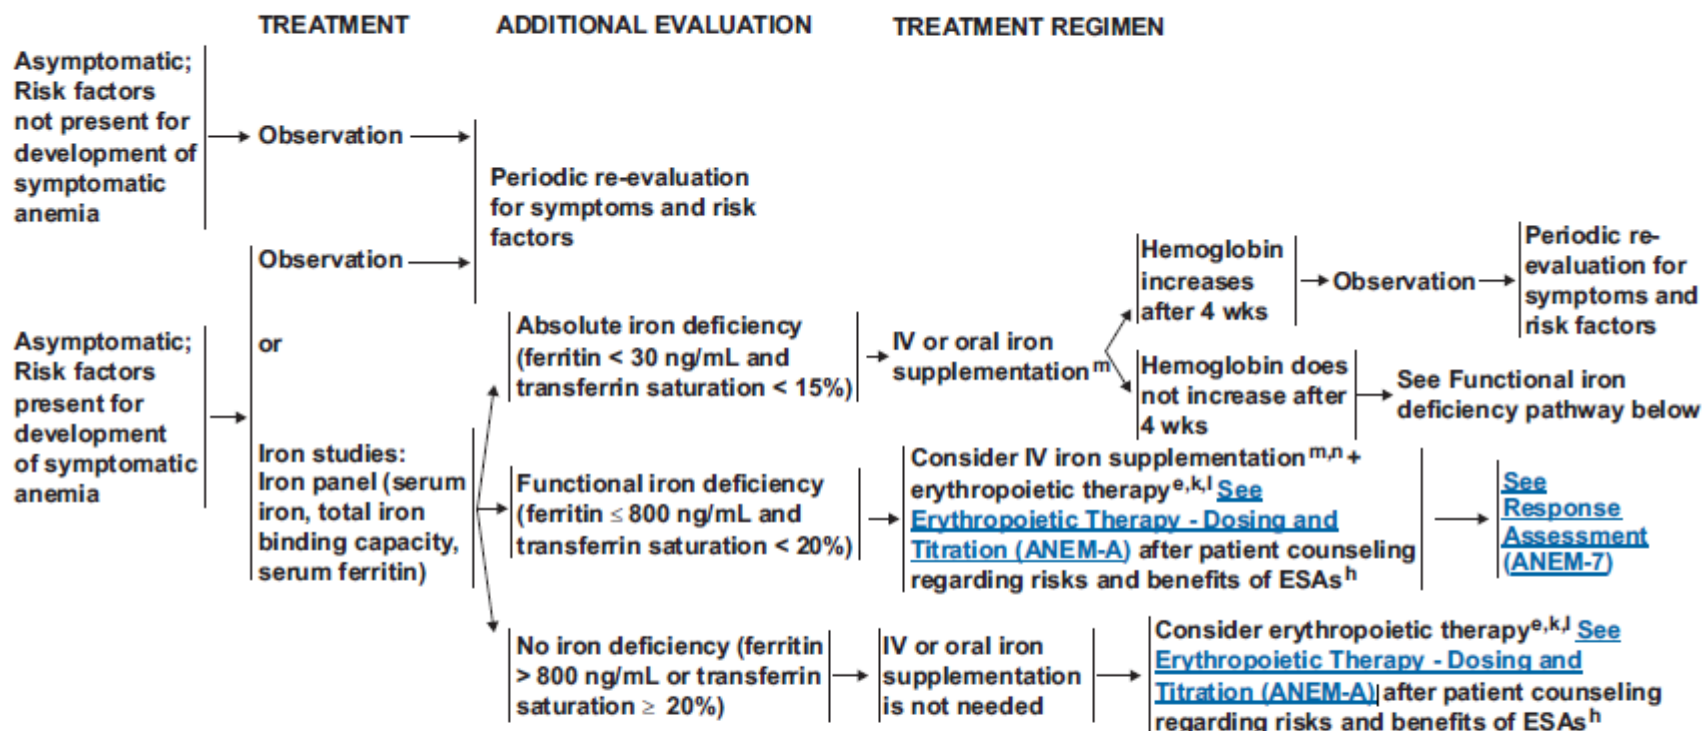 TREATMENT
ADDITIONAL EVALUATION
TREATMENT REGIMEN
Asymptomatic;
Risk factors
not present for
development of
symptomatic
anemia
Observation
Periodic re-evaluation
for symptoms and risk
factors
Asymptomatic;
Risk factors
present for
development
of symptomatic
anemia
Observation
or
Iron studies:
Iron panel (serum
iron, total iron
binding capacity,
serum ferritin)
Absolute iron deficiency
(ferritin < 30 ng/mL and
transferrin saturation < 15%)
IV or oral iron
supplementation m
Hemoglobin
increases
after 4 wks
Observation
Periodic re-
evaluation for
symptoms and
risk factors
Hemoglobin does
not increase after
4 wks
See Functional iron
deficiency pathway below
Functional iron deficiency
(ferritin ≤ 800 ng/mL and
transferrin saturation < 20%)
Consider IV iron supplementation m,n +
erythropoietic therapy e,k,l See
Erythropoietic Therapy - Dosing and
Titration (ANEM-A) after patient counseling
regarding risks and benefits of ESAs h
See
Response
Assessment
(ANEM-7)
No iron deficiency (ferritin
> 800 ng/mL or transferrin
saturation ≥ 20%)
IV or oral iron
supplementation
is not needed
Consider erythropoietic therapy e,k,l See
Erythropoietic Therapy - Dosing and
Titration (ANEM-A) after patient counseling
regarding risks and benefits of ESAs h